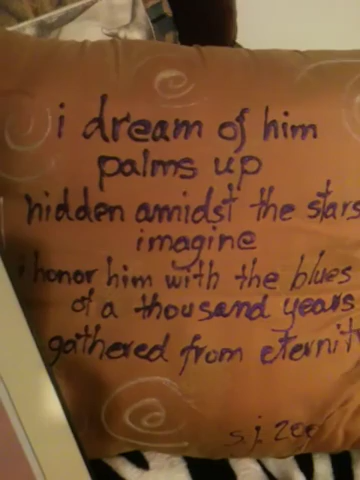 i dream of him
palms up
hidden amidst the stars
imagine
i honor him with the blues
of a thousand years
gathered from eternity
s.j.